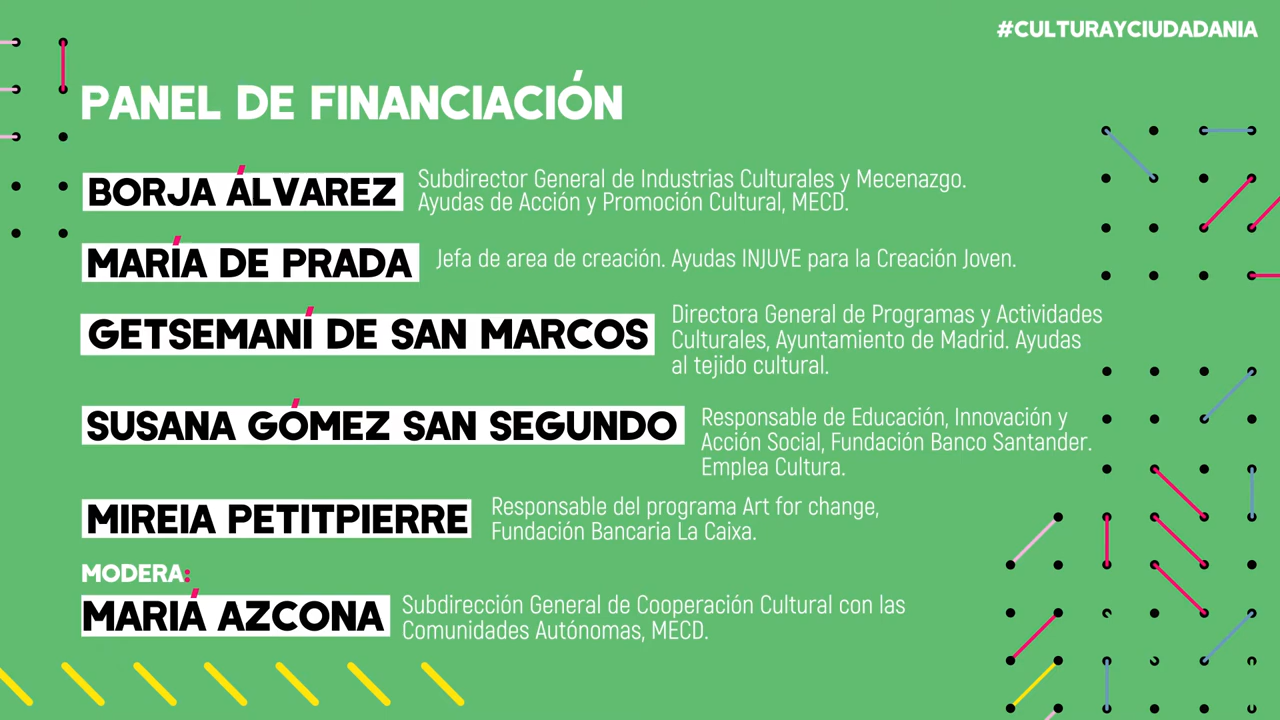 #CULTURAYCIUDADANIA
PANEL DE FINANCIACIÓN
BORJA ÁLVAREZ
Subdirector General de Industrias Culturales y Mecenazgo.
Ayudas de Acción y Promoción Cultural, MECD.
MARÍA DE PRADA
Jefa de area de creación. Ayudas INJUVE para la Creación Joven.
GETSEMANÍ DE SAN MARCOS
Directora General de Programas y Actividades
Culturales, Ayuntamiento de Madrid. Ayudas
al tejido cultural.
SUSANA GÓMEZ SAN SEGUNDO
Responsable de Educación, Innovación y
Acción Social, Fundación Banco Santander.
Emplea Cultura.
MIREIA PETITPIERRE
Responsable del programa Art for change,
Fundación Bancaria La Caixa.
MODERA:
MARIÁ AZCONA
Subdirección General de Cooperación Cultural con las
Comunidades Autónomas, MECD.